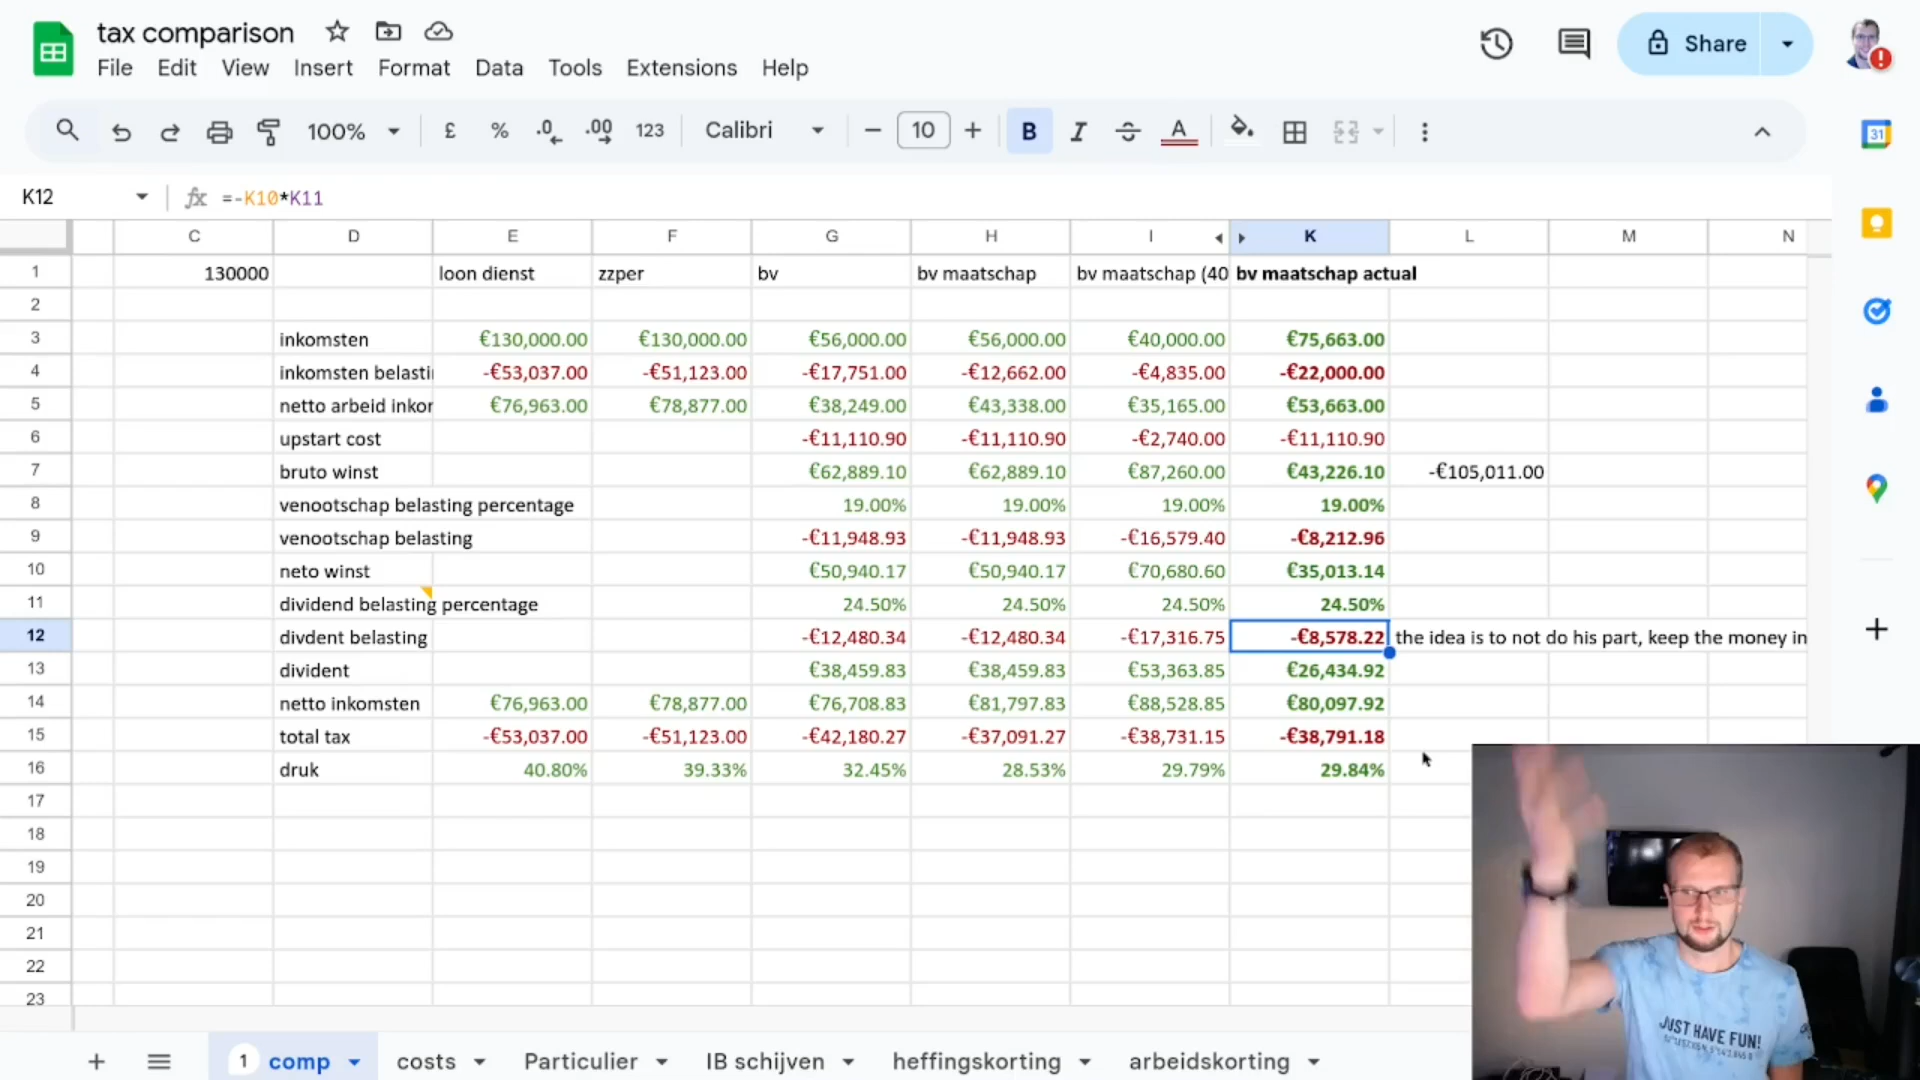 tax comparison
File Edit View Insert Format Data Tools Extensions Help
Share
100% £ % .0 .00 123 Calibri 10 B I A
31
K12 fx =-K10*K11
C D E F G H I K L M N
1 130000 loon dienst zzper bv bv maatschap bv maatschap (40 bv maatschap actual
2
3 inkomsten €130,000.00 €130,000.00 €56,000.00 €56,000.00 €40,000.00 €75,663.00
4 inkomsten belasti -€53,037.00 -€51,123.00 -€17,751.00 -€12,662.00 -€4,835.00 -€22,000.00
5 netto arbeid inkor €76,963.00 €78,877.00 €38,249.00 €43,338.00 €35,165.00 €53,663.00
6 upstart cost -€11,110.90 -€11,110.90 -€2,740.00 -€11,110.90
7 bruto winst €62,889.10 €62,889.10 €87,260.00 €43,226.10 -€105,011.00
8 venootschap belasting percentage 19.00% 19.00% 19.00% 19.00%
9 venootschap belasting -€11,948.93 -€11,948.93 -€16,579.40 -€8,212.96
10 neto winst €50,940.17 €50,940.17 €70,680.60 €35,013.14
11 dividend belasting percentage 24.50% 24.50% 24.50% 24.50%
12 divdent belasting -€12,480.34 -€12,480.34 -€17,316.75 -€8,578.22 the idea is to not do his part, keep the money in
13 divident €38,459.83 €38,459.83 €53,363.85 €26,434.92
14 netto inkomsten €76,963.00 €78,877.00 €76,708.83 €81,797.83 €88,528.85 €80,097.92
15 total tax -€53,037.00 -€51,123.00 -€42,180.27 -€37,091.27 -€38,731.15 -€38,791.18
16 druk 40.80% 39.33% 32.45% 28.53% 29.79% 29.84%
17
18
19
20
21
22
23
JUST HAVE FUN!
1 comp costs Particulier IB schijven heffingskorting arbeidskorting